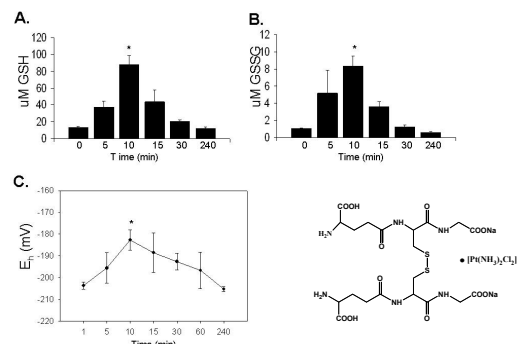 A.
uM GSH
120
100
80
60
40
20
0
*
0 5 10 15 30 240
T ime (min)
B.
uM GSSG
12
10
8
6
4
2
0
*
0 5 10 15 30 240
Time (min)
C.
Eh (mV)
-160
-170
-180
-190
-200
-210
-220
*
1 5 10 15 30 60 240
Time (min)
COOH
H2N
O
NH
O
NH
COONa
S
S
• [Pt(NH3)2Cl2]
H2N
COOH
O
NH
O
NH
COONa